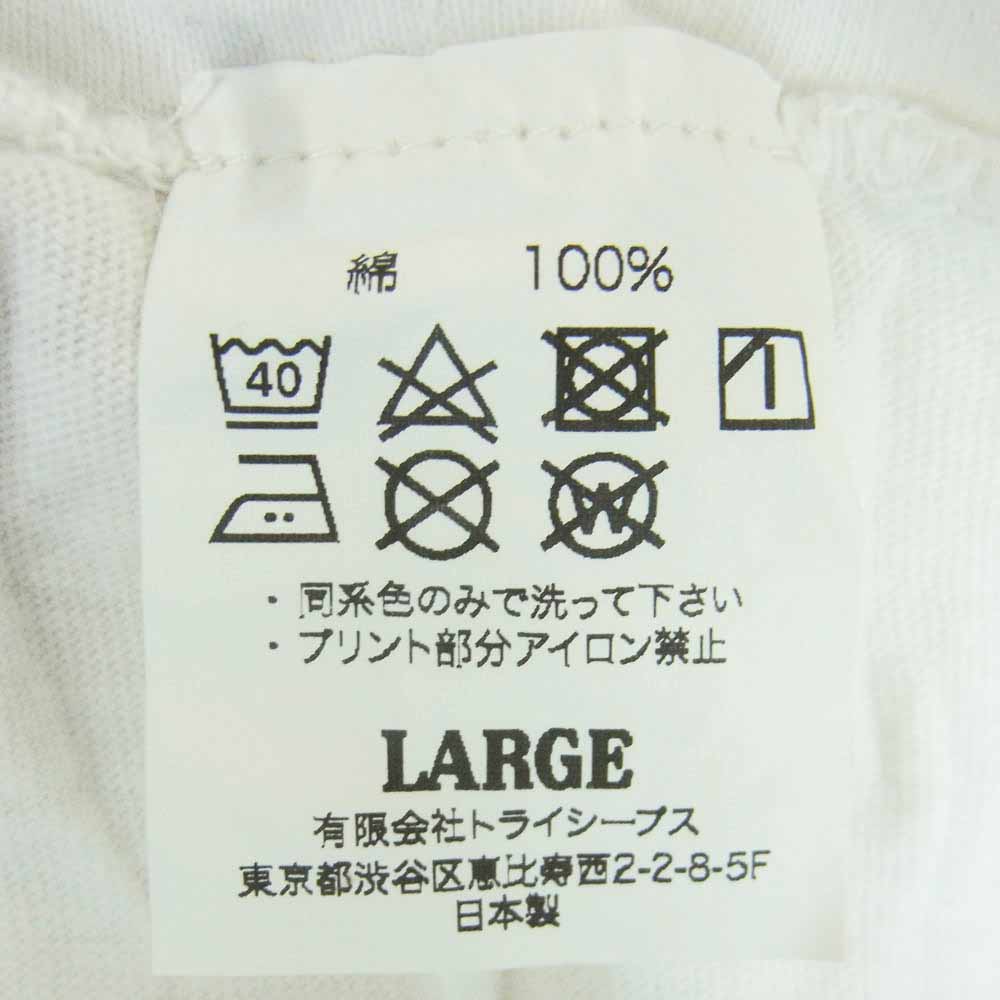 綿 100%
40
W
・同系色のみで洗って下さい
・プリント部分アイロン禁止
LARGE
有限会社トライシープス
東京都渋谷区恵比寿西2-2-8-5F
日本製